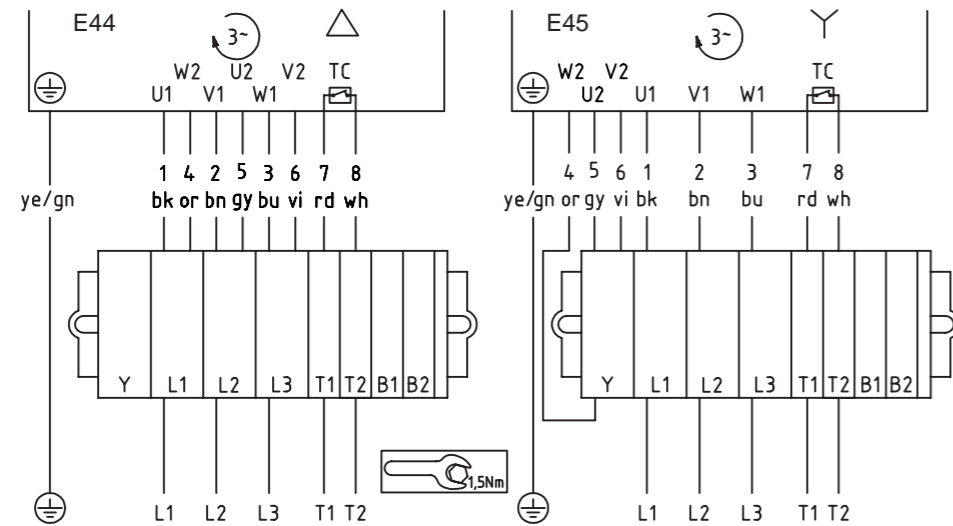 E44 3~ E45 3~
W2 U2 V2 TC W2 V2 TC
U1 V1 W1 U2 U1 V1 W1
1 4 2 5 3 6 7 8 4 5 6 1 2 3 7 8
ye/gn bk or bn gy bu vi rd wh ye/gn or gy vi bk bn bu rd wh
Y L1 L2 L3 T1 T2 B1 B2 Y L1 L2 L3 T1 T2 B1 B2
1,5Nm
L1 L2 L3 T1 T2 L1 L2 L3 T1 T2